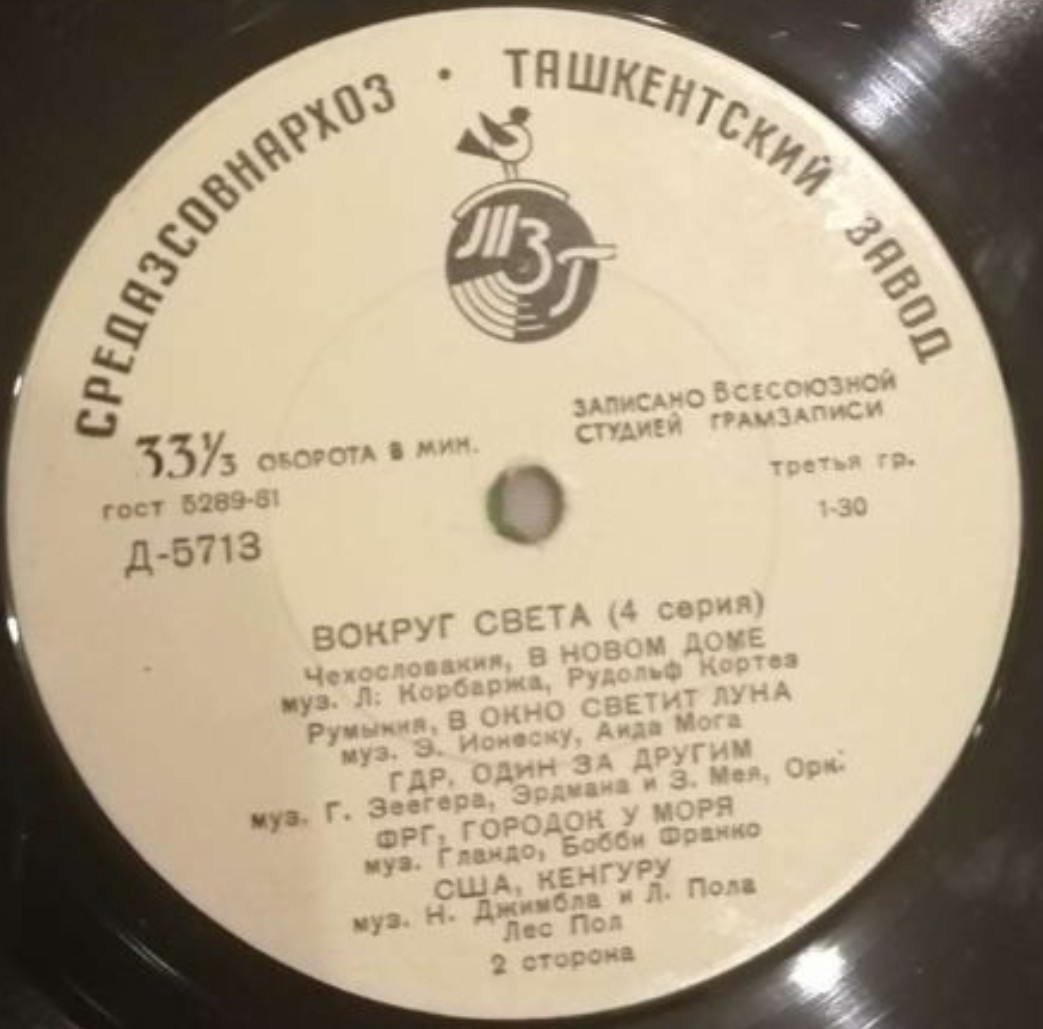 СРЕДАЗСОВНАРХОЗ • ТАШКЕНТСКИЙ ЗАВОД
ТЗГ
33⅓ ОБОРОТА В МИН.
ЗАПИСАНО ВСЕСОЮЗНОЙ
СТУДИЕЙ ГРАМЗАПИСИ
гост 5289-61
третья гр.
Д-5713
1-30
ВОКРУГ СВЕТА (4 серия)
Чехословакия, В НОВОМ ДОМЕ
муз. Л. Корбаржа, Рудольф Кортез
Румыния, В ОКНО СВЕТИТ ЛУНА
муз. Э. Ионеску, Аида Мога
ГДР, ОДИН ЗА ДРУГИМ
муз. Г. Зеегера, Эрдмана и З. Мея, Орк.
ФРГ, ГОРОДОК У МОРЯ
муз. Гландо, Бобби Франко
США, КЕНГУРУ
муз. Н. Джимбла и Л. Пола
Лес Пол
2 сторона